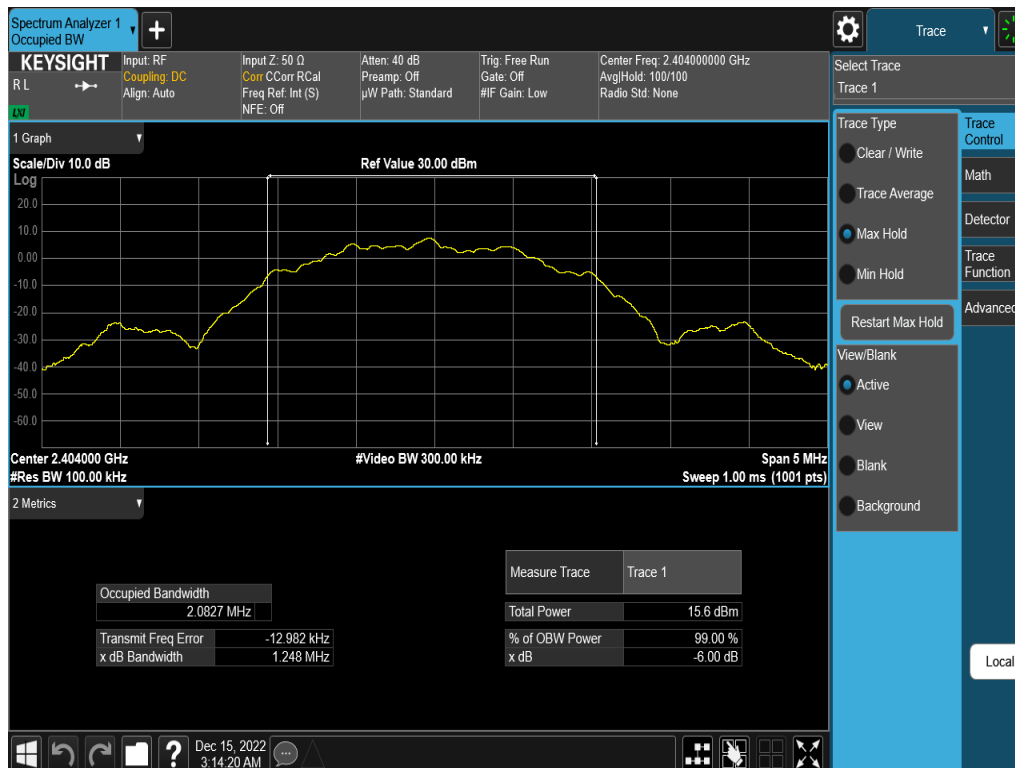 Spectrum Analyzer 1
Occupied BW
+
Trace
KEYSIGHT
R L
LXI
Input: RF
Coupling: DC
Align: Auto
Input Z: 50 Ω
Corr CCorr RCal
Freq Ref: Int (S)
NFE: Off
Atten: 40 dB
Preamp: Off
µW Path: Standard
Trig: Free Run
Gate: Off
#IF Gain: Low
Center Freq: 2.404000000 GHz
Avg|Hold: 100/100
Radio Std: None
Select Trace
Trace 1
1 Graph
Scale/Div 10.0 dB
Ref Value 30.00 dBm
Log
20.0
10.0
0.00
-10.0
-20.0
-30.0
-40.0
-50.0
-60.0
Center 2.404000 GHz
#Video BW 300.00 kHz
Span 5 MHz
#Res BW 100.00 kHz
Sweep 1.00 ms (1001 pts)
Trace Type
Clear / Write
Trace Average
Max Hold
Min Hold
Restart Max Hold
View/Blank
Active
View
Blank
Background
Trace
Control
Math
Detector
Trace
Function
Advanced
2 Metrics
Occupied Bandwidth
2.0827 MHz
Transmit Freq Error -12.982 kHz
x dB Bandwidth 1.248 MHz
Measure Trace Trace 1
Total Power 15.6 dBm
% of OBW Power 99.00 %
x dB -6.00 dB
Local
?
Dec 15, 2022
3:14:20 AM